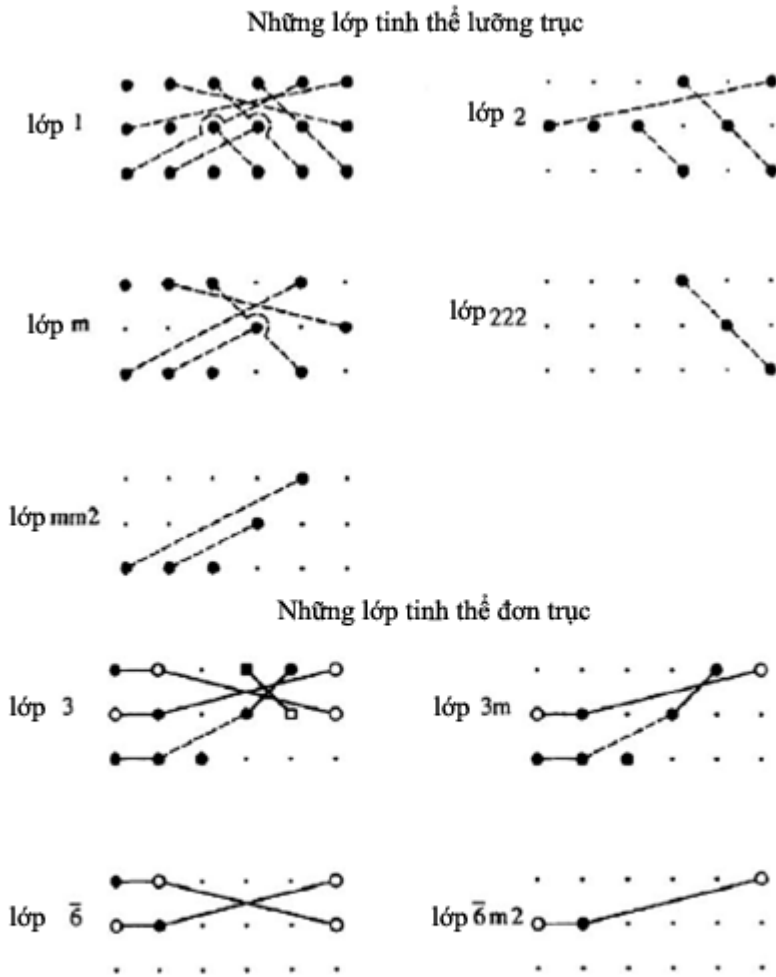 Những lớp tinh thể lưỡng trục
lớp 1
lớp 2
lớp m
lớp 222
lớp mm2
Những lớp tinh thể đơn trục
lớp 3
lớp 3m
lớp 6̅
lớp 6̅m2